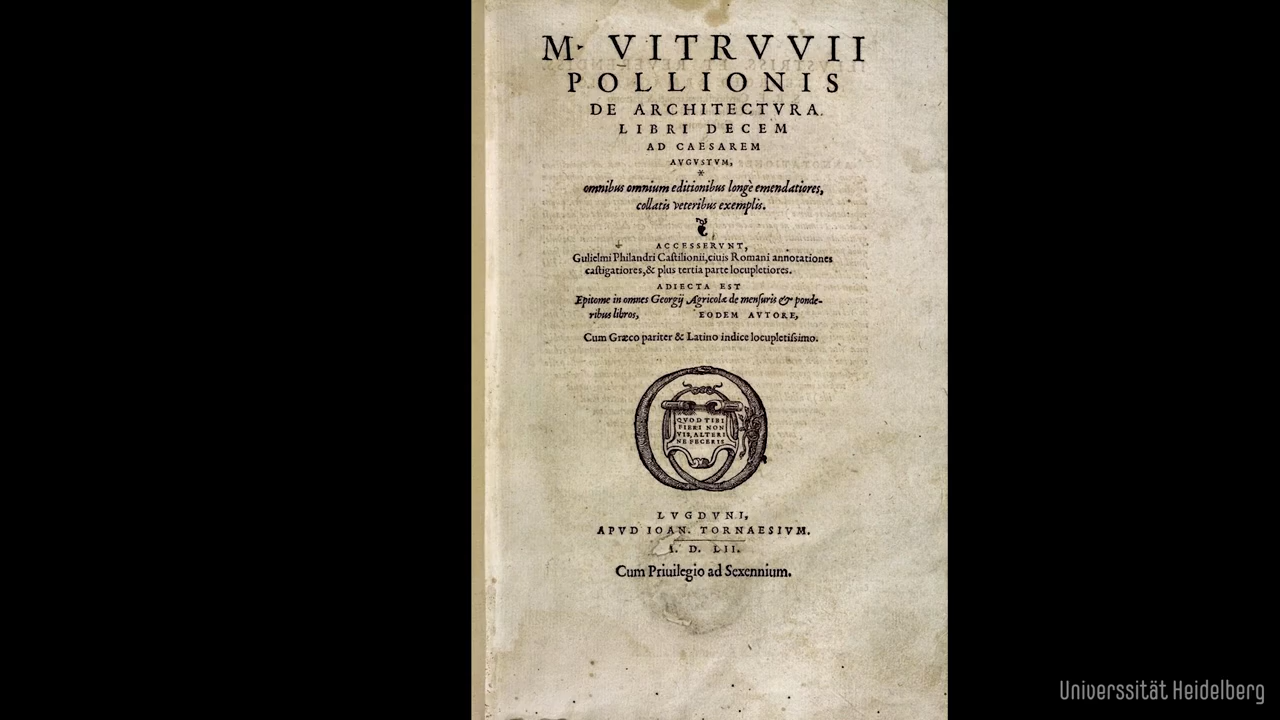 M. VITRVVII
POLLIONIS
DE ARCHITECTVRA
LIBRI DECEM
AD CAESAREM
AVGVSTVM,
*
omnibus omnium editionibus longè emendatiores,
collatis veteribus exemplis.
ACCESSERVNT,
Gulielmi Philandri Castilionii, ciuis Romani annotationes
castigatiores, & plus tertia parte locupletiores.
ADIECTA EST
Epitome in omnes Georgij Agricolæ de mensuris & ponde-
ribus libros, EODEM AVTORE,
Cum Græco pariter & Latino indice locupletissimo.
QVOD TIBI
FIERI NON
VIS, ALTERI
NE FECERIS
LVGDVNI,
APVD IOAN. TORNAESIVM.
D. LII.
Cum Priuilegio ad Sexennium.
Universsität Heidelberg